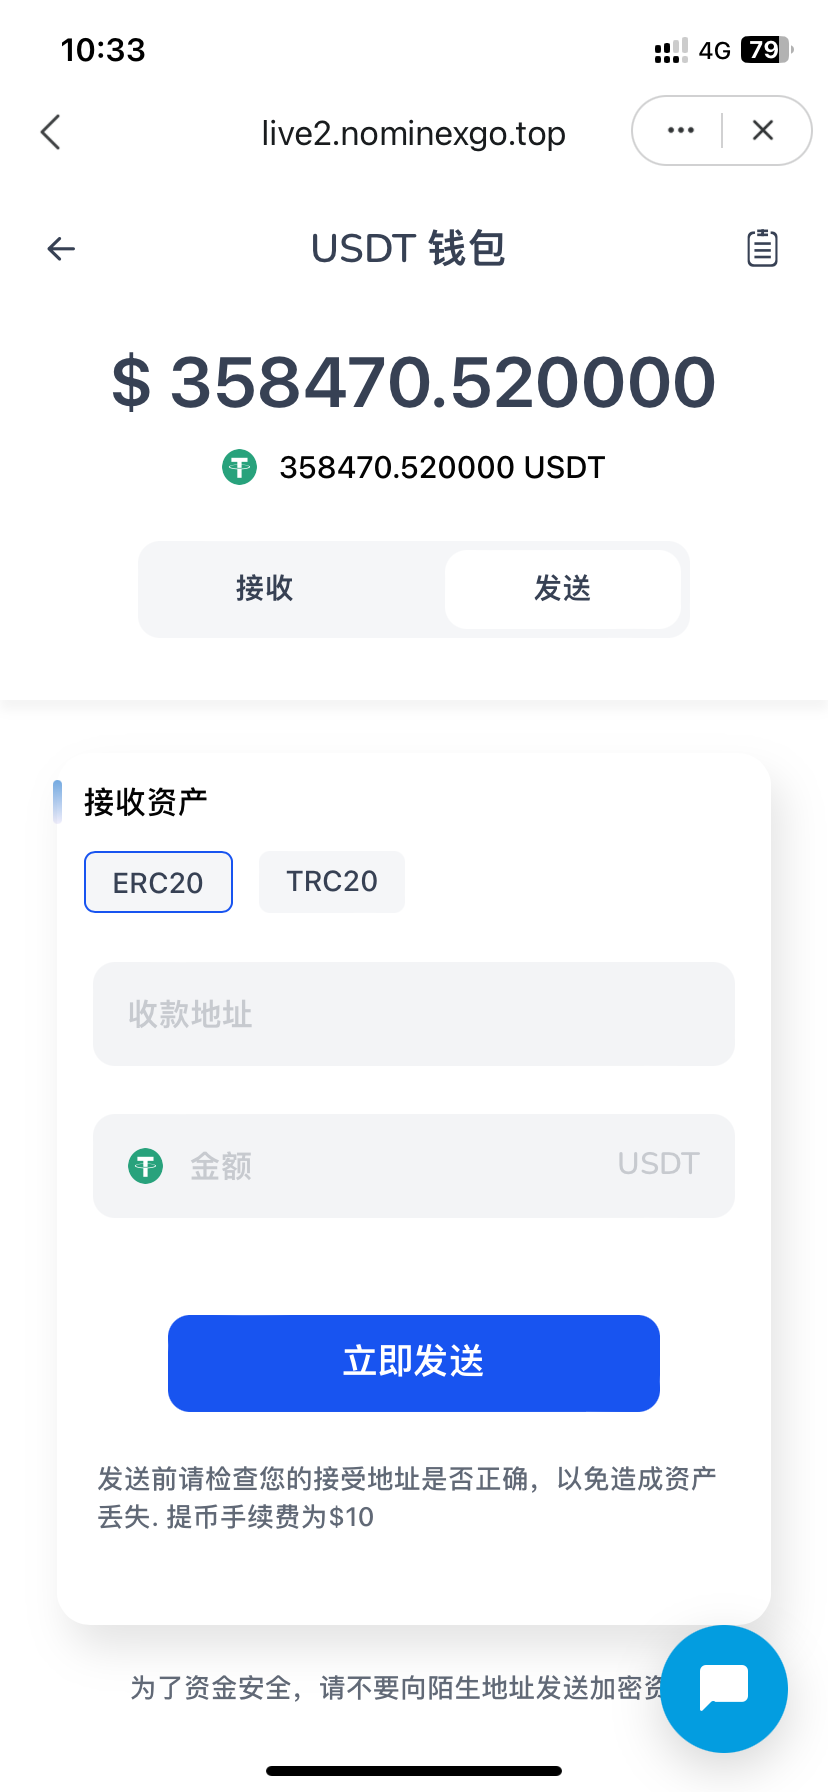 10:33
4G
79
live2.nominexgo.top
USDT 钱包
$ 358470.520000
358470.520000 USDT
接收
发送
接收资产
ERC20
TRC20
收款地址
金额
USDT
立即发送
发送前请检查您的接受地址是否正确，以免造成资产
丢失. 提币手续费为$10
为了资金安全，请不要向陌生地址发送加密资